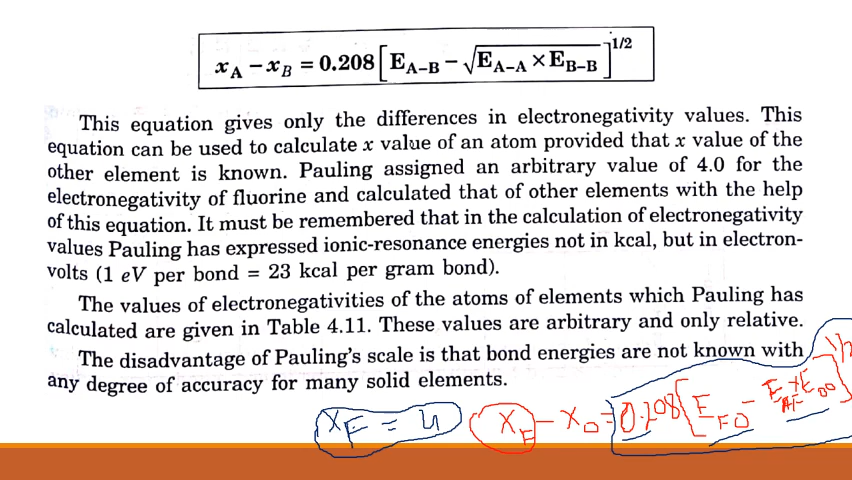 x_A − x_B = 0.208 [E_A–B − √E_A–A × E_B–B]^1/2
This equation gives only the differences in electronegativity values. This
equation can be used to calculate x value of an atom provided that x value of the
other element is known. Pauling assigned an arbitrary value of 4.0 for the
electronegativity of fluorine and calculated that of other elements with the help
of this equation. It must be remembered that in the calculation of electronegativity
values Pauling has expressed ionic-resonance energies not in kcal, but in electron-
volts (1 eV per bond = 23 kcal per gram bond).
The values of electronegativities of the atoms of elements which Pauling has
calculated are given in Table 4.11. These values are arbitrary and only relative.
The disadvantage of Pauling's scale is that bond energies are not known with
any degree of accuracy for many solid elements.
x_F = 4 x_F − x_O = 0.208 [E_FO − E × E_OO]^1/2